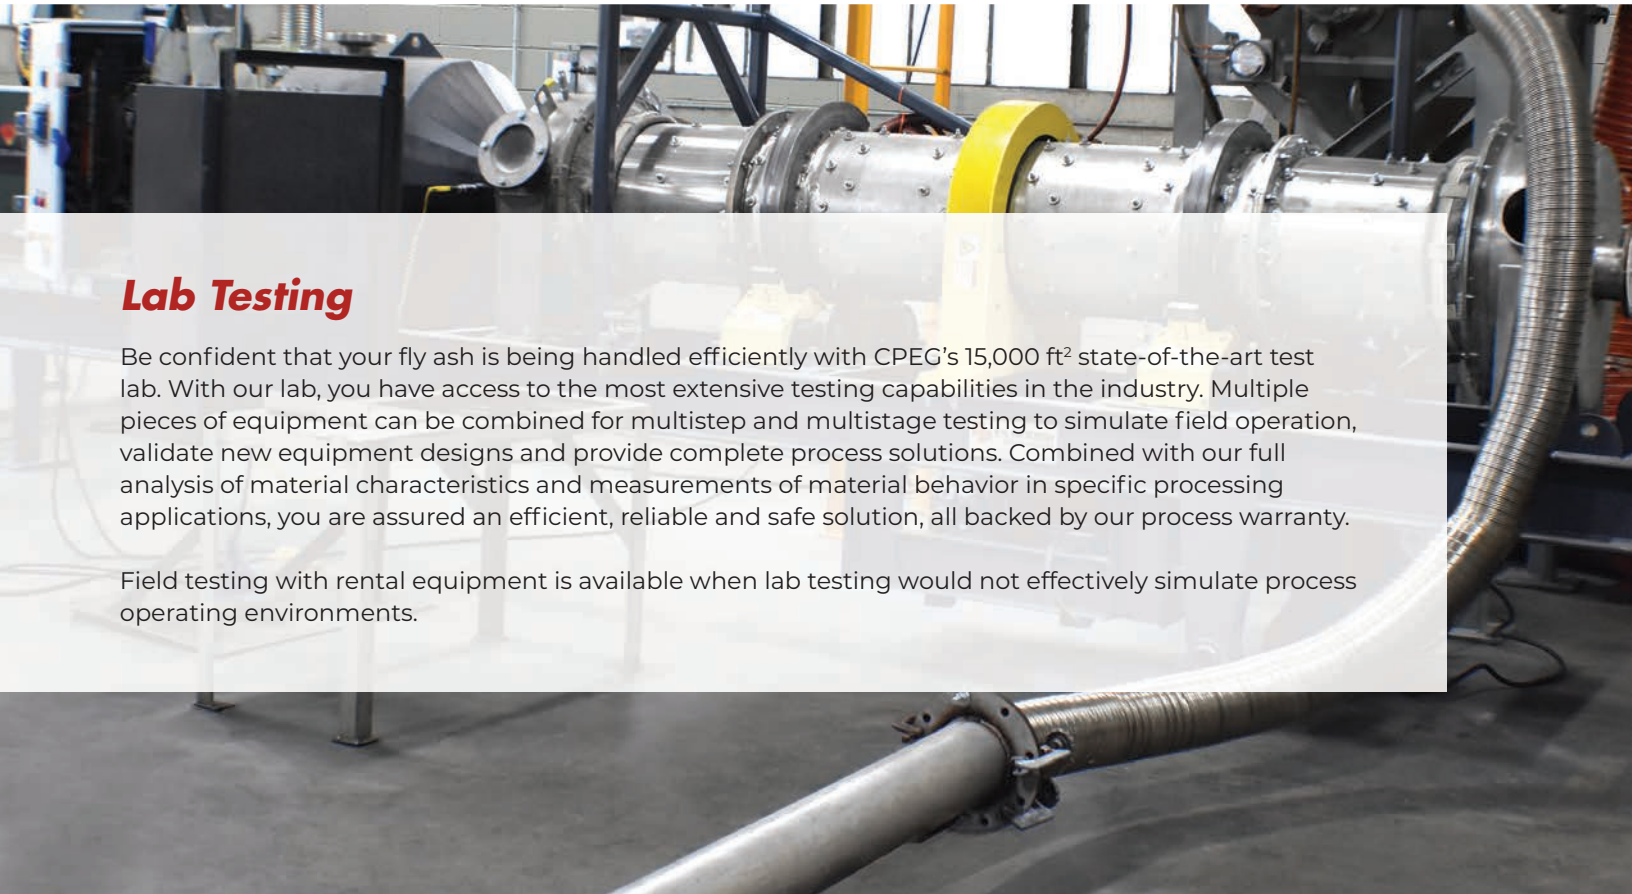 Lab Testing
Be confident that your fly ash is being handled efficiently with CPEG’s 15,000 ft² state-of-the-art test
lab. With our lab, you have access to the most extensive testing capabilities in the industry. Multiple
pieces of equipment can be combined for multistep and multistage testing to simulate field operation,
validate new equipment designs and provide complete process solutions. Combined with our full
analysis of material characteristics and measurements of material behavior in specific processing
applications, you are assured an efficient, reliable and safe solution, all backed by our process warranty.
Field testing with rental equipment is available when lab testing would not effectively simulate process
operating environments.